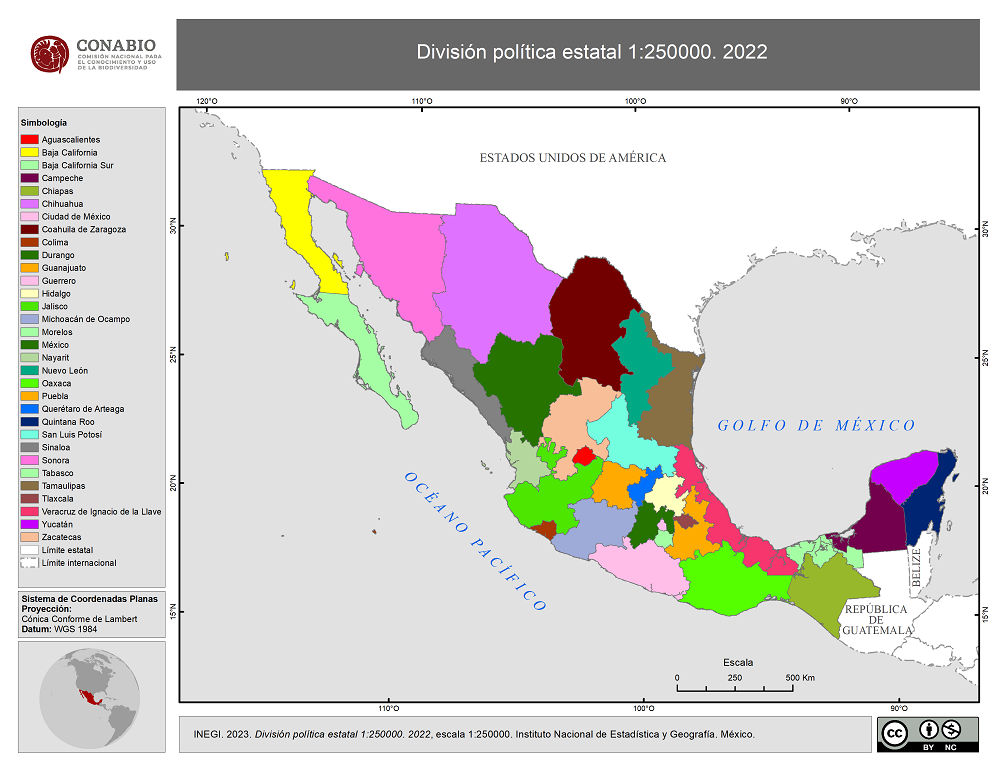 CONABIO
COMISIÓN NACIONAL PARA
EL CONOCIMIENTO Y USO
DE LA BIODIVERSIDAD
División política estatal 1:250000. 2022
Simbología
Aguascalientes
Baja California
Baja California Sur
Campeche
Chiapas
Chihuahua
Ciudad de México
Coahuila de Zaragoza
Colima
Durango
Guanajuato
Guerrero
Hidalgo
Jalisco
Michoacán de Ocampo
Morelos
México
Nayarit
Nuevo León
Oaxaca
Puebla
Querétaro de Arteaga
Quintana Roo
San Luis Potosí
Sinaloa
Sonora
Tabasco
Tamaulipas
Tlaxcala
Veracruz de Ignacio de la Llave
Yucatán
Zacatecas
Límite estatal
Límite internacional
Sistema de Coordenadas Planas
Proyección:
Cónica Conforme de Lambert
Datum: WGS 1984
120°O
110°O
100°O
90°O
30°N
25°N
20°N
15°N
30°N
25°N
20°N
15°N
ESTADOS UNIDOS DE AMÉRICA
GOLFO DE MÉXICO
OCÉANO PACÍFICO
BELIZE
REPÚBLICA
DE
GUATEMALA
Escala
0 250 500 Km
110°O
100°O
90°O
INEGI. 2023. División política estatal 1:250000. 2022, escala 1:250000. Instituto Nacional de Estadística y Geografía. México.
cc
BY NC